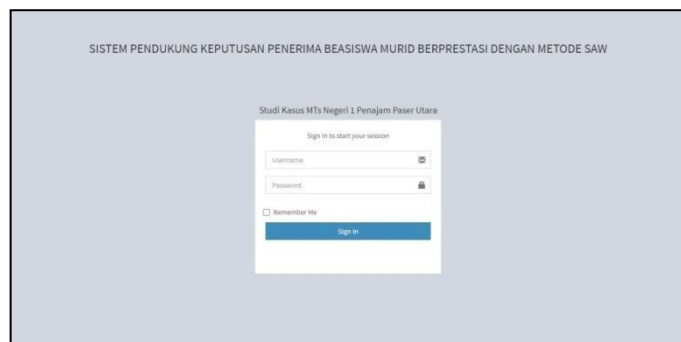 SISTEM PENDUKUNG KEPUTUSAN PENERIMA BEASISWA MURID BERPRESTASI DENGAN METODE SAW
Studi Kasus MTs Negeri 1 Penajam Paser Utara
Sign in to start your session
Username
Password
Remember Me
Sign In